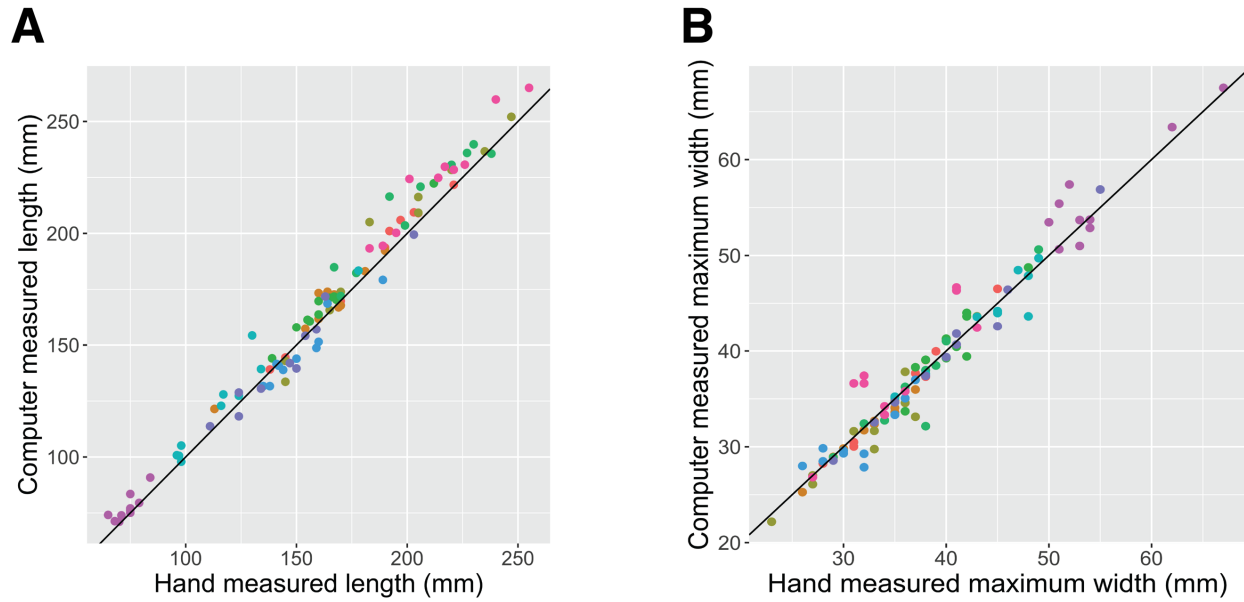 A
Computer measured length (mm)
250
200
150
100
100 150 200 250
Hand measured length (mm)
B
Computer measured maximum width (mm)
60
50
40
30
20
30 40 50 60
Hand measured maximum width (mm)